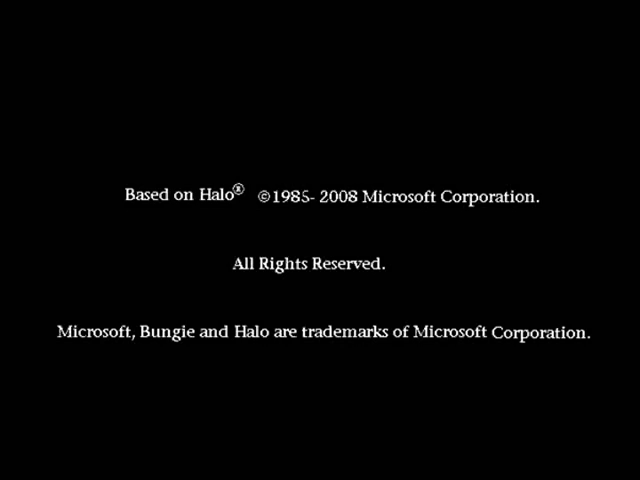 Based on Halo® ©1985- 2008 Microsoft Corporation.
All Rights Reserved.
Microsoft, Bungie and Halo are trademarks of Microsoft Corporation.